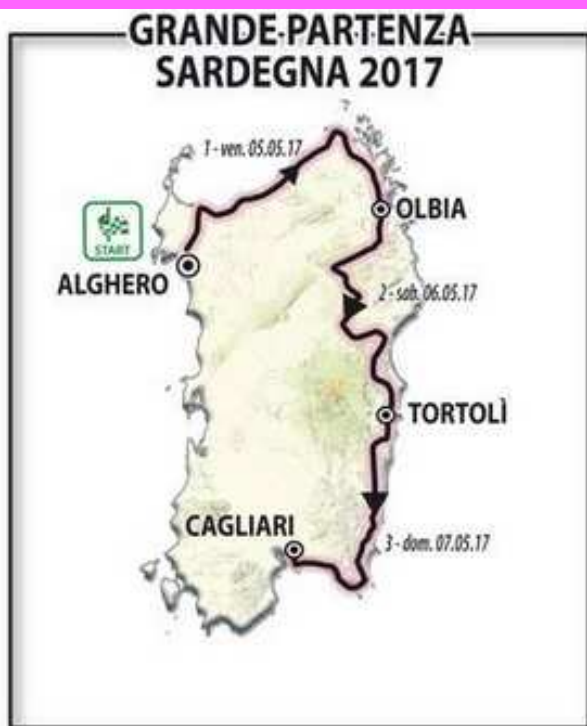 GRANDE PARTENZA
SARDEGNA 2017
1 - ven. 05.05.17
OLBIA
START
ALGHERO
2 - sab. 06.05.17
TORTOLÌ
CAGLIARI
3 - dom. 07.05.17